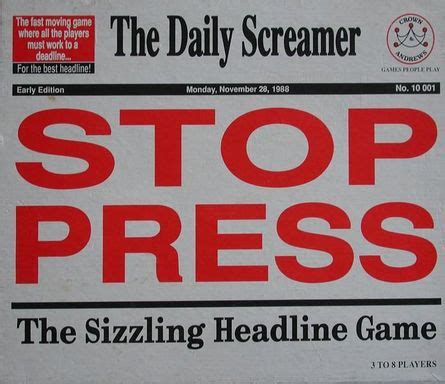 The fast moving game
where all the players
must work to a
deadline...
For the best headline!
The Daily Screamer
CROWN
&
ANDREWS
GAMES PEOPLE PLAY
Early Edition
Monday, November 28, 1988
No. 10 001
STOP
PRESS
The Sizzling Headline Game
3 TO 8 PLAYERS